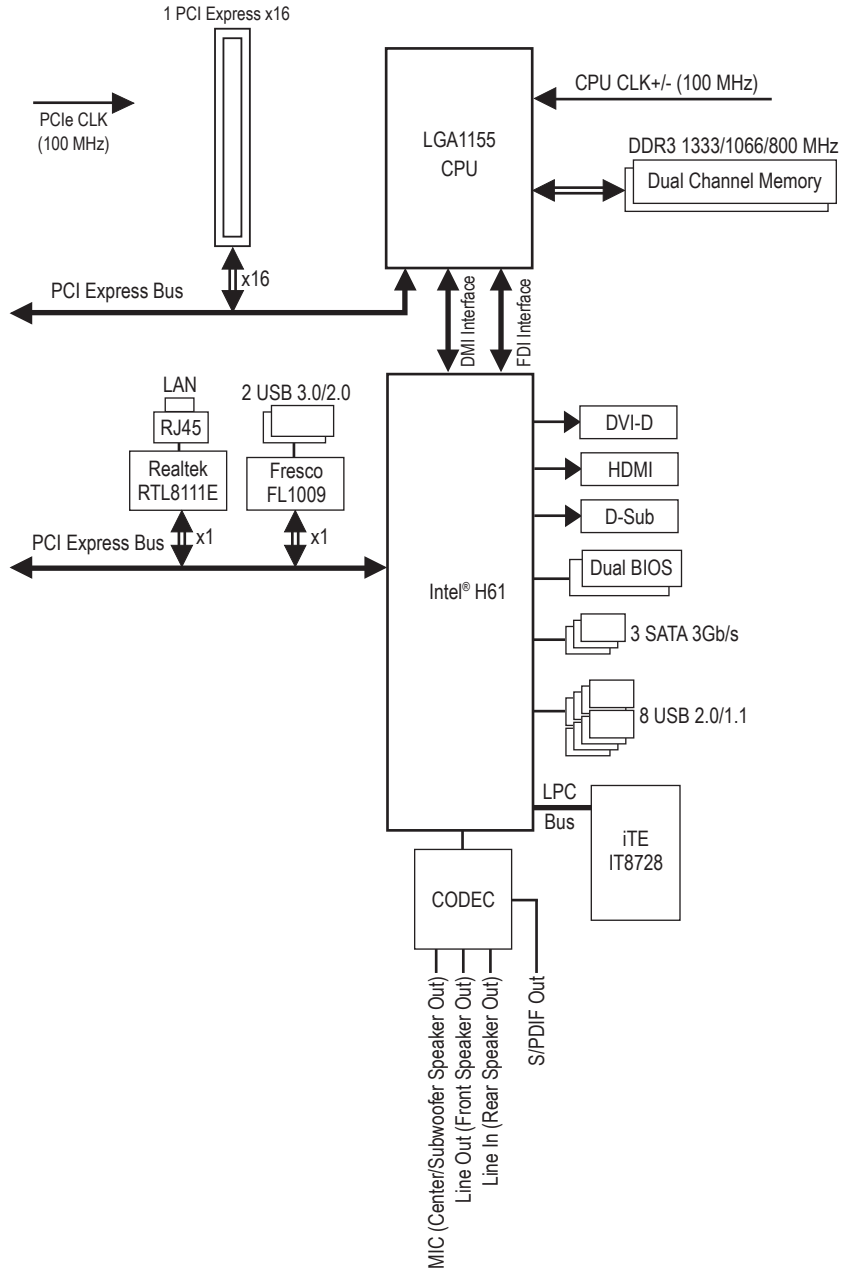 1 PCI Express x16
PCIe CLK
(100 MHz)
LGA1155
CPU
CPU CLK+/- (100 MHz)
DDR3 1333/1066/800 MHz
Dual Channel Memory
x16
PCI Express Bus
DMI Interface
FDI Interface
LAN
RJ45
Realtek
RTL8111E
x1
2 USB 3.0/2.0
Fresco
FL1009
x1
PCI Express Bus
Intel® H61
DVI-D
HDMI
D-Sub
Dual BIOS
3 SATA 3Gb/s
8 USB 2.0/1.1
LPC
Bus
iTE
IT8728
CODEC
MIC (Center/Subwoofer Speaker Out)
Line Out (Front Speaker Out)
Line In (Rear Speaker Out)
S/PDIF Out